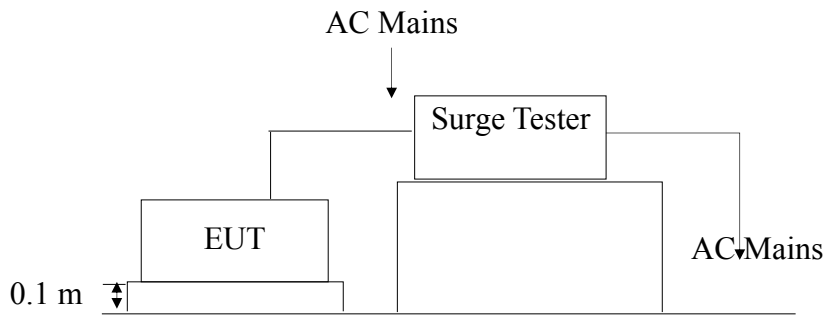 AC Mains
Surge Tester
EUT
AC Mains
0.1 m